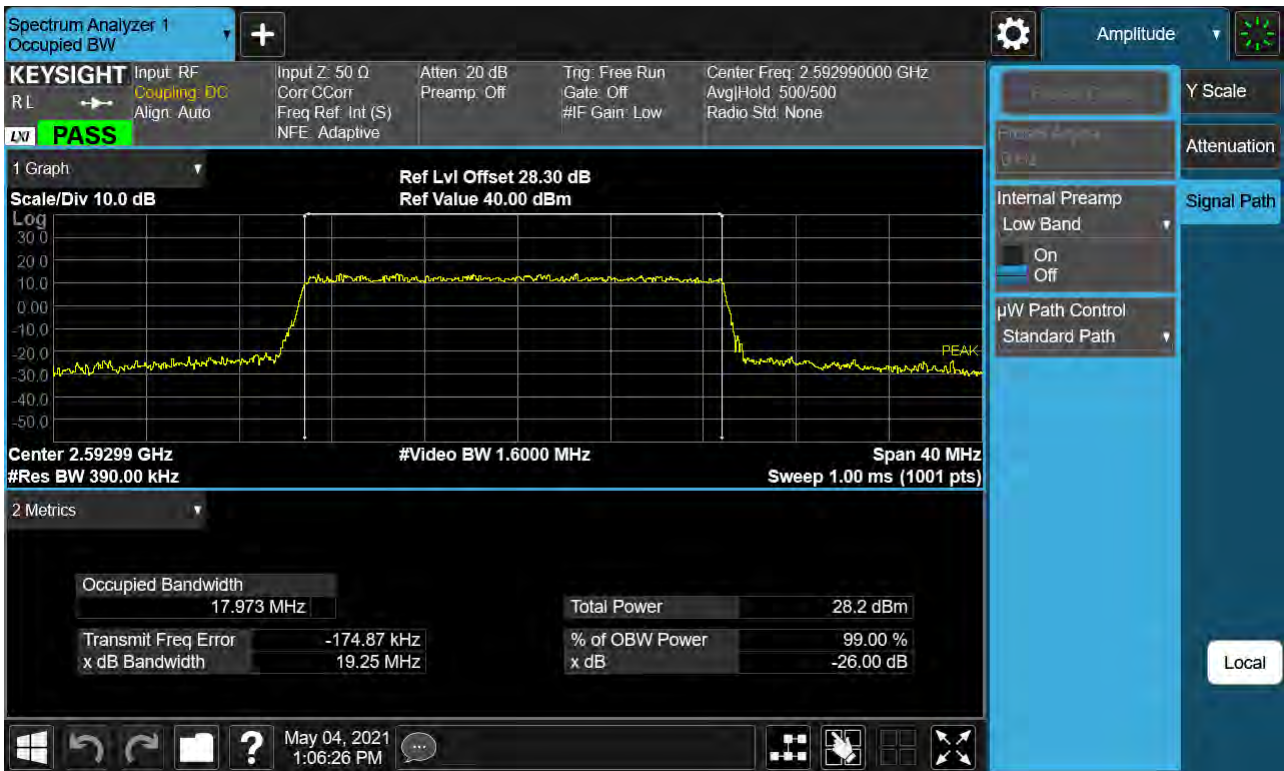 Spectrum Analyzer 1
Occupied BW
+
Amplitude
KEYSIGHT
R L
LXI
PASS
Input: RF
Coupling: DC
Align: Auto
Input Z: 50 Ω
Corr CCorr
Freq Ref: Int (S)
NFE: Adaptive
Atten: 20 dB
Preamp: Off
Trig: Free Run
Gate: Off
#IF Gain: Low
Center Freq: 2.592990000 GHz
Avg|Hold: 500/500
Radio Std: None
1 Graph
Scale/Div 10.0 dB
Ref Lvl Offset 28.30 dB
Ref Value 40.00 dBm
Log
30.0
20.0
10.0
0.00
-10.0
-20.0
-30.0
-40.0
-50.0
PEAK
Center 2.59299 GHz
#Res BW 390.00 kHz
#Video BW 1.6000 MHz
Span 40 MHz
Sweep 1.00 ms (1001 pts)
2 Metrics
Occupied Bandwidth
17.973 MHz
Transmit Freq Error -174.87 kHz
x dB Bandwidth 19.25 MHz
Total Power 28.2 dBm
% of OBW Power 99.00 %
x dB -26.00 dB
May 04, 2021
1:06:26 PM
Internal Preamp
Low Band
On
Off
µW Path Control
Standard Path
Y Scale
Attenuation
Signal Path
Local